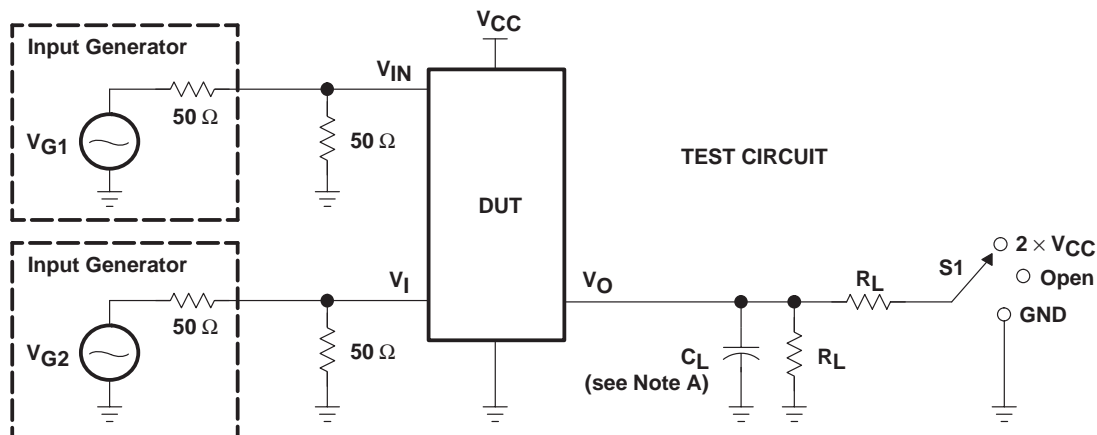 VCC
Input Generator
VIN
50 Ω
VG1
50 Ω
TEST CIRCUIT
DUT
Input Generator
VI
50 Ω
VG2
50 Ω
VO
RL
S1
2 × VCC
Open
GND
CL
(see Note A)
RL